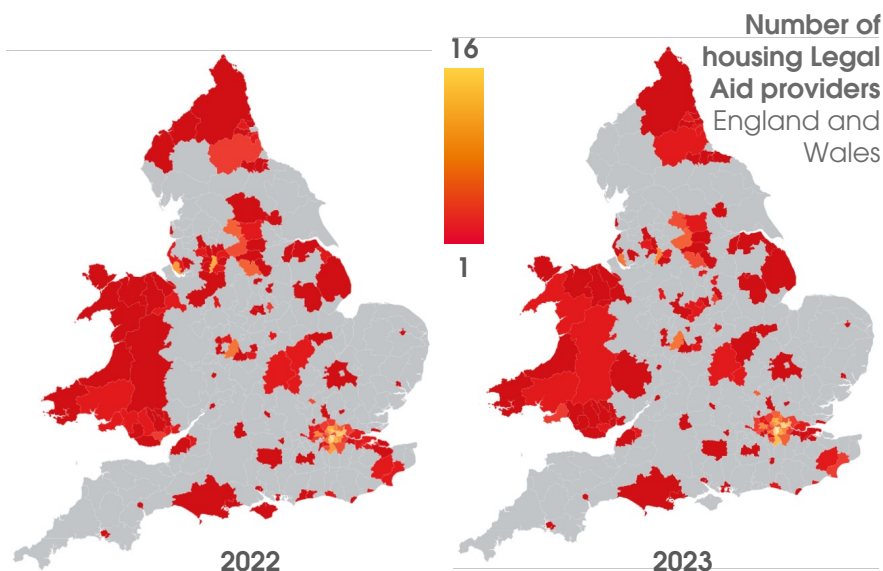 Number of
housing Legal
Aid providers
England and
Wales
16
1
2022
2023